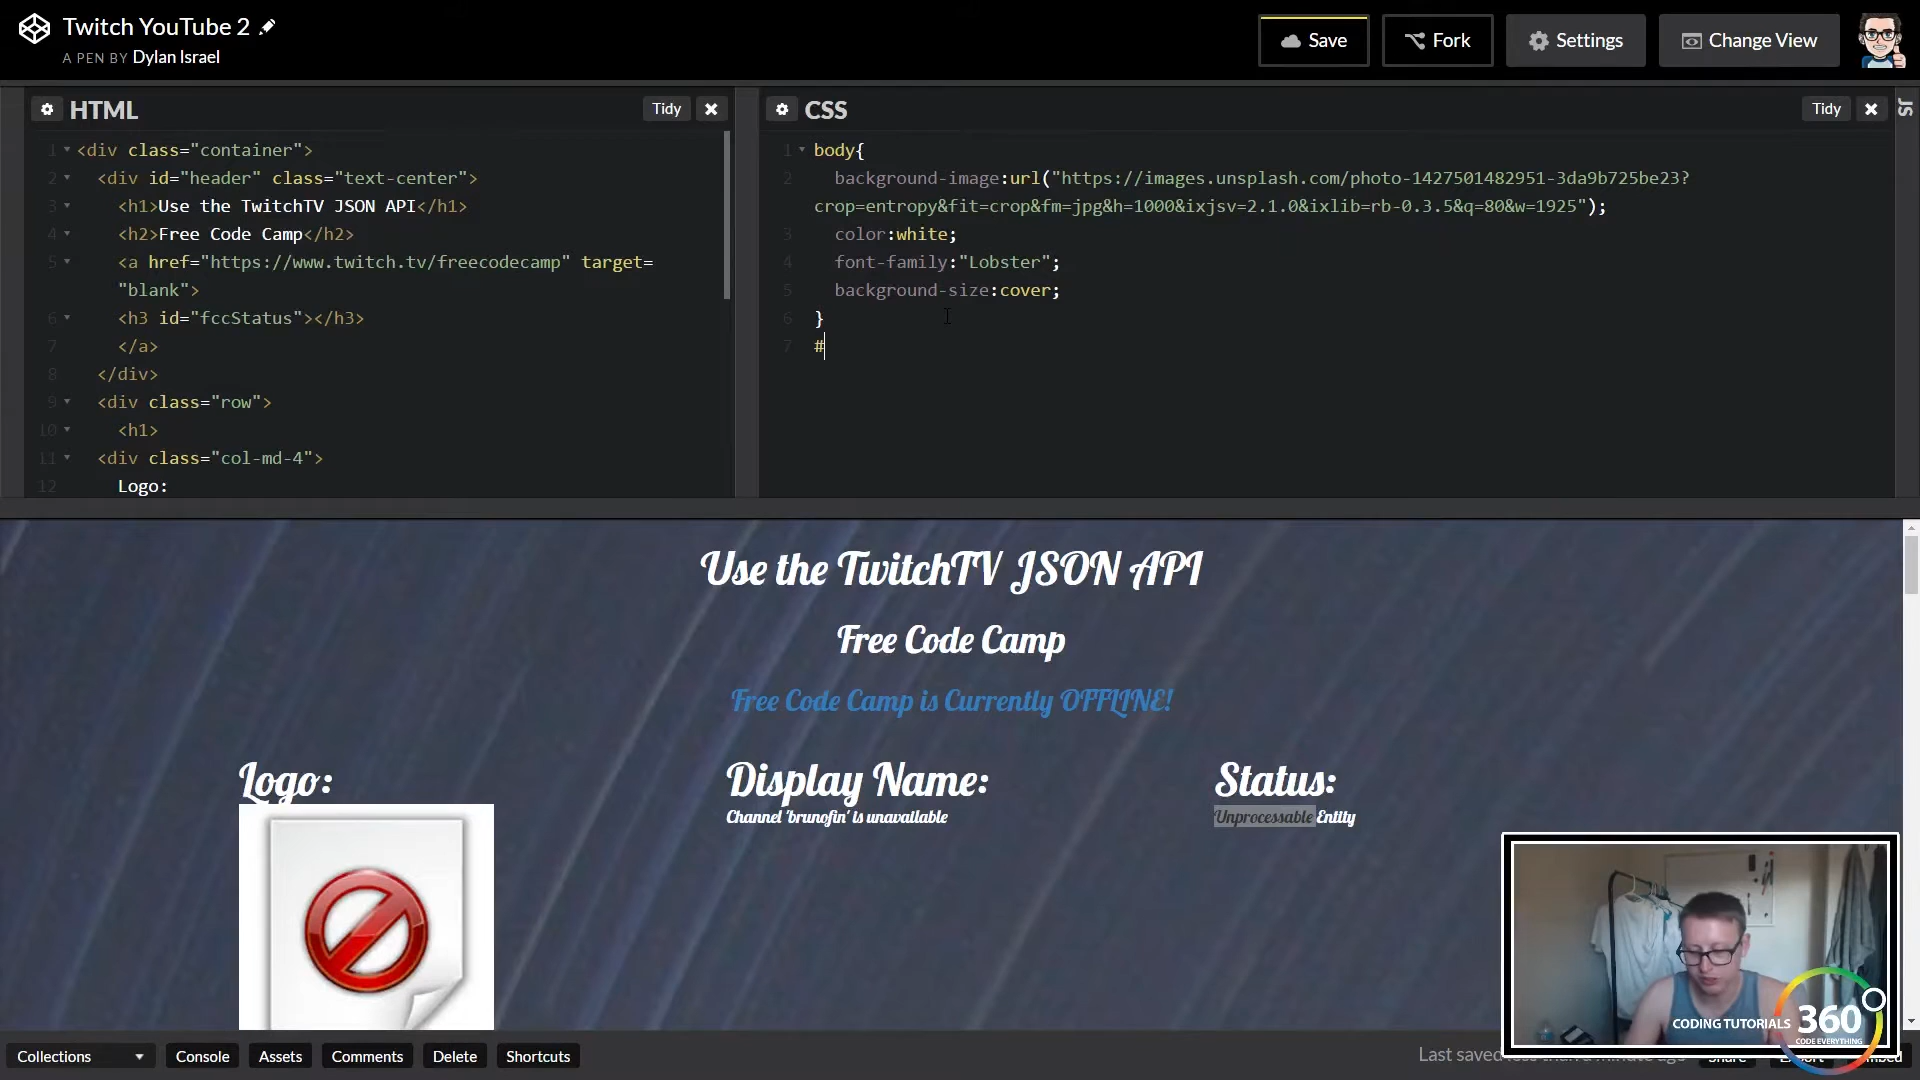 Twitch YouTube 2
A PEN BY Dylan Israel
Save
Fork
Settings
Change View
HTML
Tidy
1 <div class="container">
2 <div id="header" class="text-center">
3 <h1>Use the TwitchTV JSON API</h1>
4 <h2>Free Code Camp</h2>
5 <a href="https://www.twitch.tv/freecodecamp" target=
"blank">
6 <h3 id="fccStatus"></h3>
7 </a>
8 </div>
9 <div class="row">
10 <h1>
11 <div class="col-md-4">
12 Logo:
CSS
Tidy
JS
1 body{
2 background-image:url("https://images.unsplash.com/photo-1427501482951-3da9b725be23?
crop=entropy&fit=crop&fm=jpg&h=1000&ixjsv=2.1.0&ixlib=rb-0.3.5&q=80&w=1925");
3 color:white;
4 font-family:"Lobster";
5 background-size:cover;
6 }
7 #
Use the TwitchTV JSON API
Free Code Camp
Free Code Camp is Currently OFFLINE!
Logo:
Display Name:
Status:
Channel 'brunofin' is unavailable
Unprocessable Entity
CODING TUTORIALS 360
CODE EVERYTHING
Collections
Console
Assets
Comments
Delete
Shortcuts
Last saved less than a minute ago